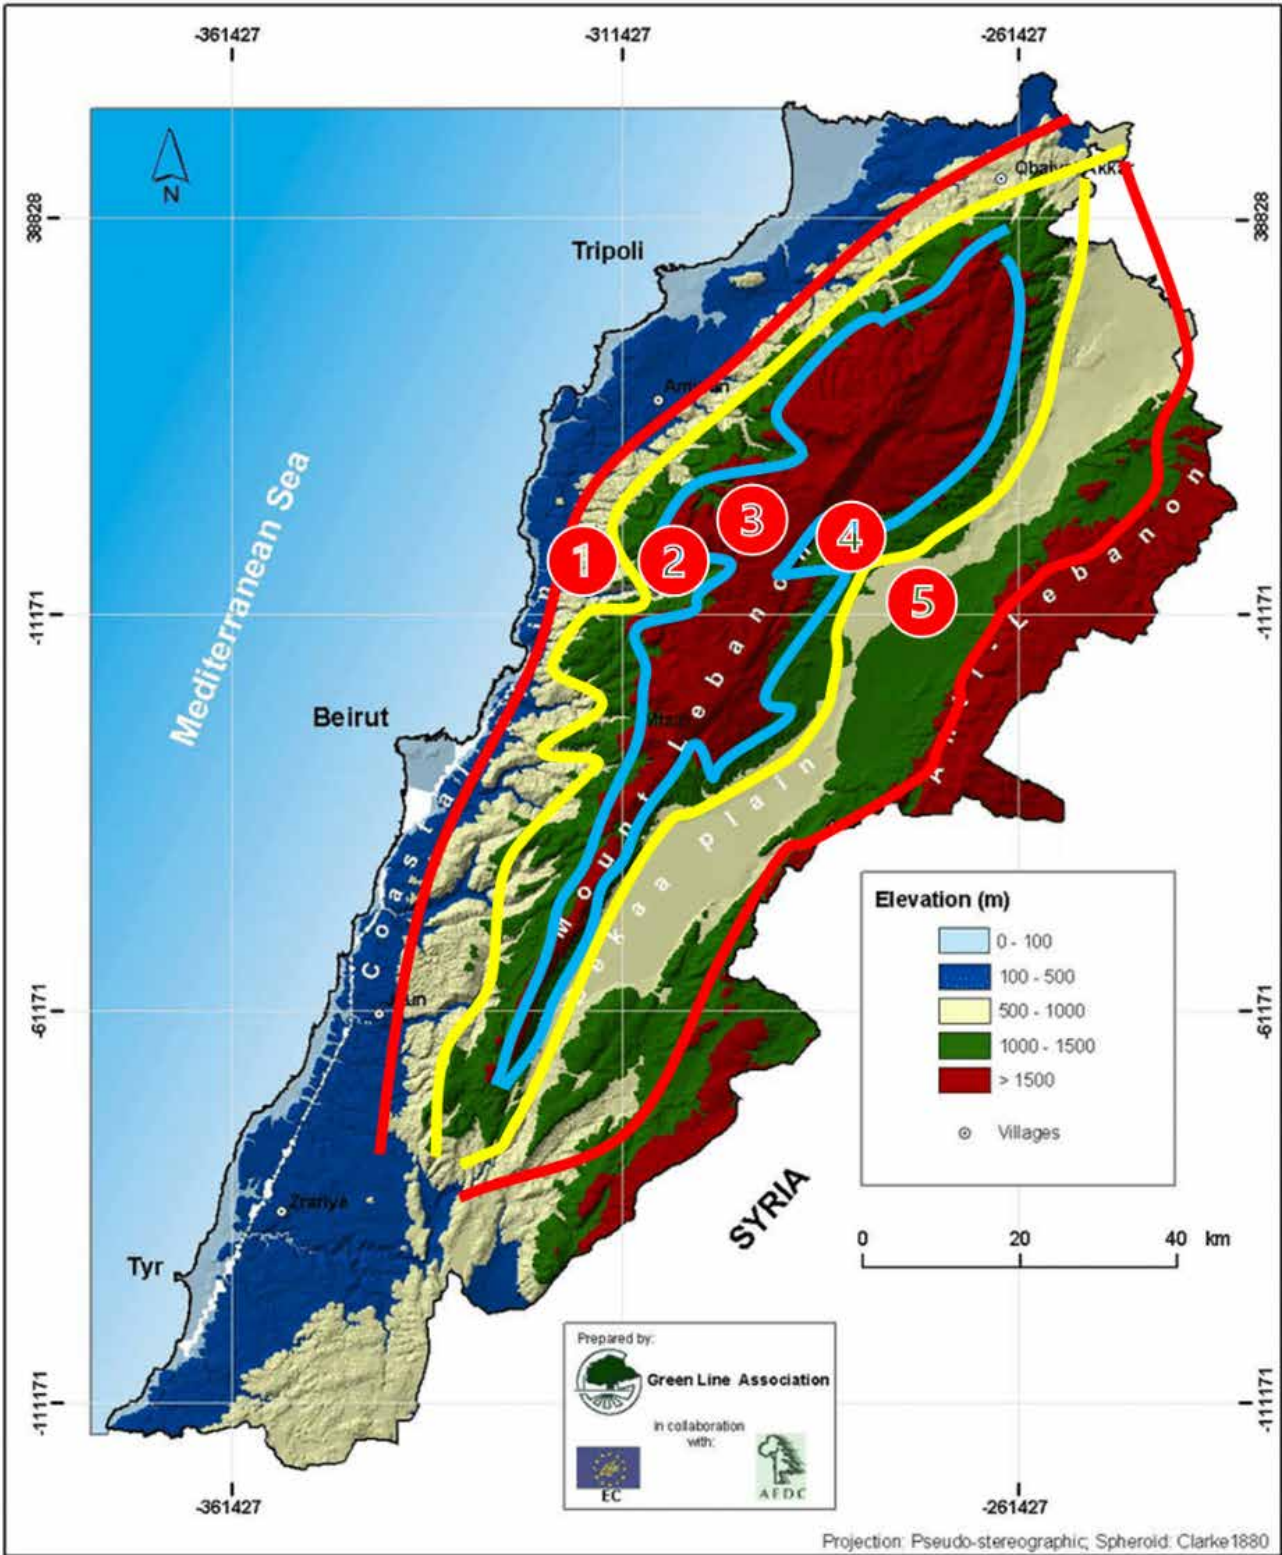 -361427
-311427
-261427
38828
38828
N
Tripoli
Mediterranean Sea
1
2
3
4
5
-11171
-11171
Mount Lebanon
Anti-Lebanon
Beirut
plain
Coastal
Elevation (m)
0 - 100
100 - 500
500 - 1000
1000 - 1500
> 1500
Villages
-61171
-61171
Zrariye
SYRIA
0 20 40 km
Tyr
Prepared by:
Green Line Association
in collaboration
with:
EC
AFDC
-111171
-111171
-361427
-261427
Projection: Pseudo-stereographic; Spheroid: Clarke1880